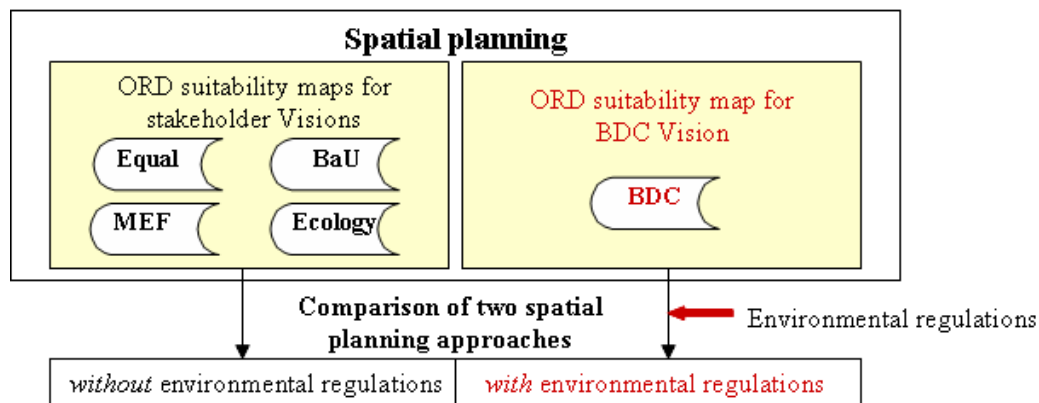 Spatial planning
ORD suitability maps for
stakeholder Visions
Equal
BaU
MEF
Ecology
ORD suitability map for
BDC Vision
BDC
Comparison of two spatial
planning approaches
Environmental regulations
without environmental regulations
with environmental regulations